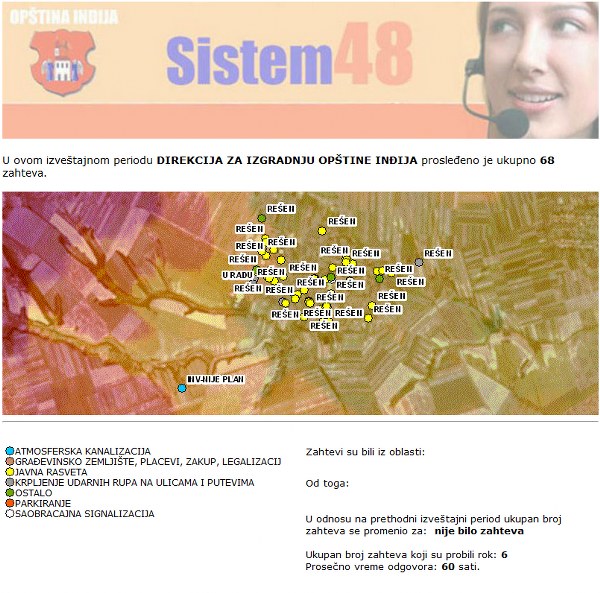 OPŠTINA INĐIJA
Sistem48
U ovom izveštajnom periodu DIREKCIJA ZA IZGRADNJU OPŠTINE INĐIJA prosleđeno je ukupno 68
zahteva.
REŠEN
REŠEN
REŠEN
REŠEN
REŠEN
REŠEN
REŠEN
REŠEN
REŠEN
REŠEN
REŠEN
REŠEN
REŠEN
U RADU
REŠEN
REŠEN
REŠEN
REŠEN
REŠEN
REŠEN
REŠEN
REŠEN
REŠEN
REŠEN
REŠEN
REŠEN
REŠEN
INV-NIJE PLAN
ATMOSFERSKA KANALIZACIJA
GRAĐEVINSKO ZEMLJIŠTE, PLACEVI, ZAKUP, LEGALIZACIJ
JAVNA RASVETA
KRPLJENJE UDARNIH RUPA NA ULICAMA I PUTEVIMA
OSTALO
PARKIRANJE
SAOBRACAJNA SIGNALIZACIJA
Zahtevi su bili iz oblasti:
Od toga:
U odnosu na prethodni izveštajni period ukupan broj
zahteva se promenio za: nije bilo zahteva
Ukupan broj zahteva koji su probili rok: 6
Prosečno vreme odgovora: 60 sati.